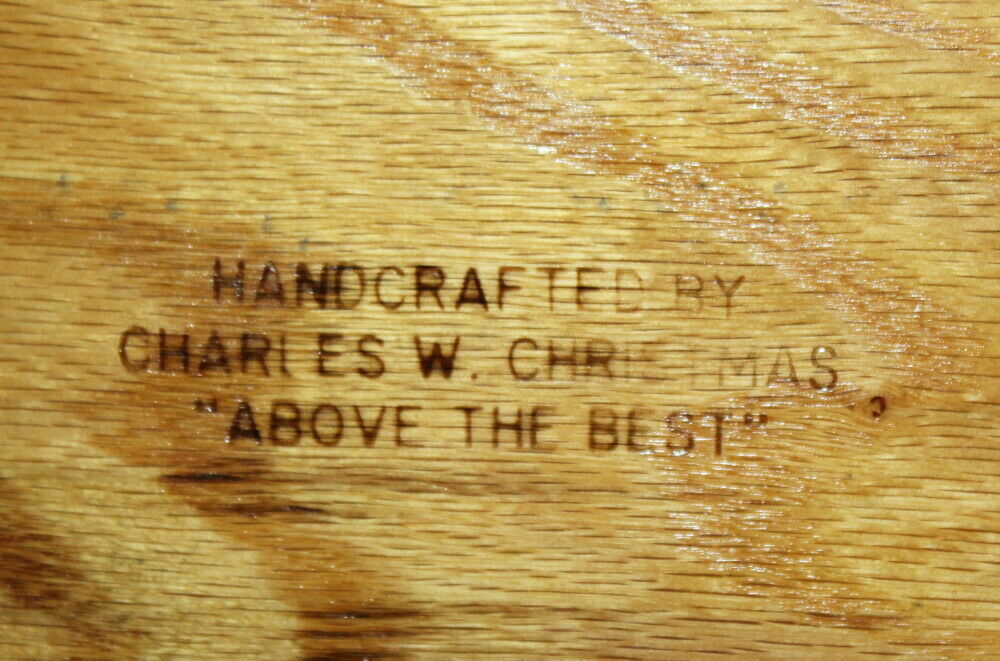 HANDCRAFTED BY
CHARLES W. CHRISTMAS
"ABOVE THE BEST"